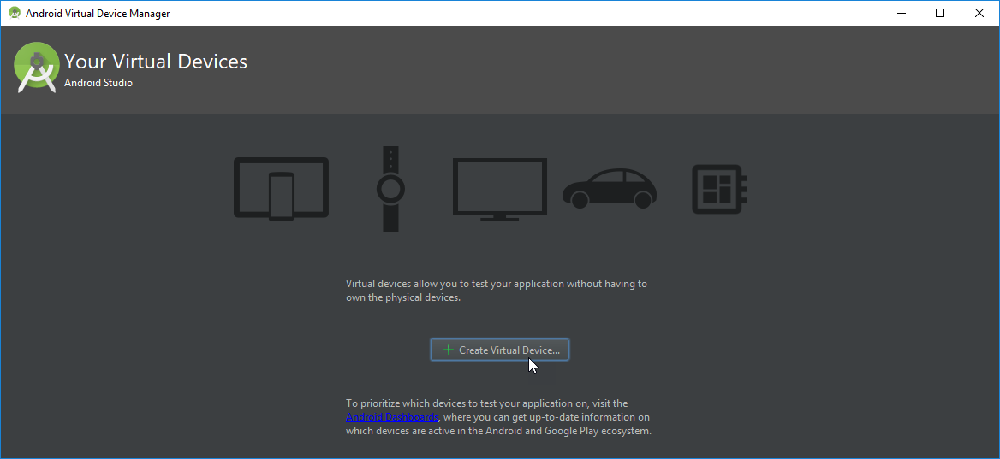 Android Virtual Device Manager
Your Virtual Devices
Android Studio
Virtual devices allow you to test your application without having to
own the physical devices.
Create Virtual Device...
To prioritize which devices to test your application on, visit the
Android Dashboards, where you can get up-to-date information on
which devices are active in the Android and Google Play ecosystem.